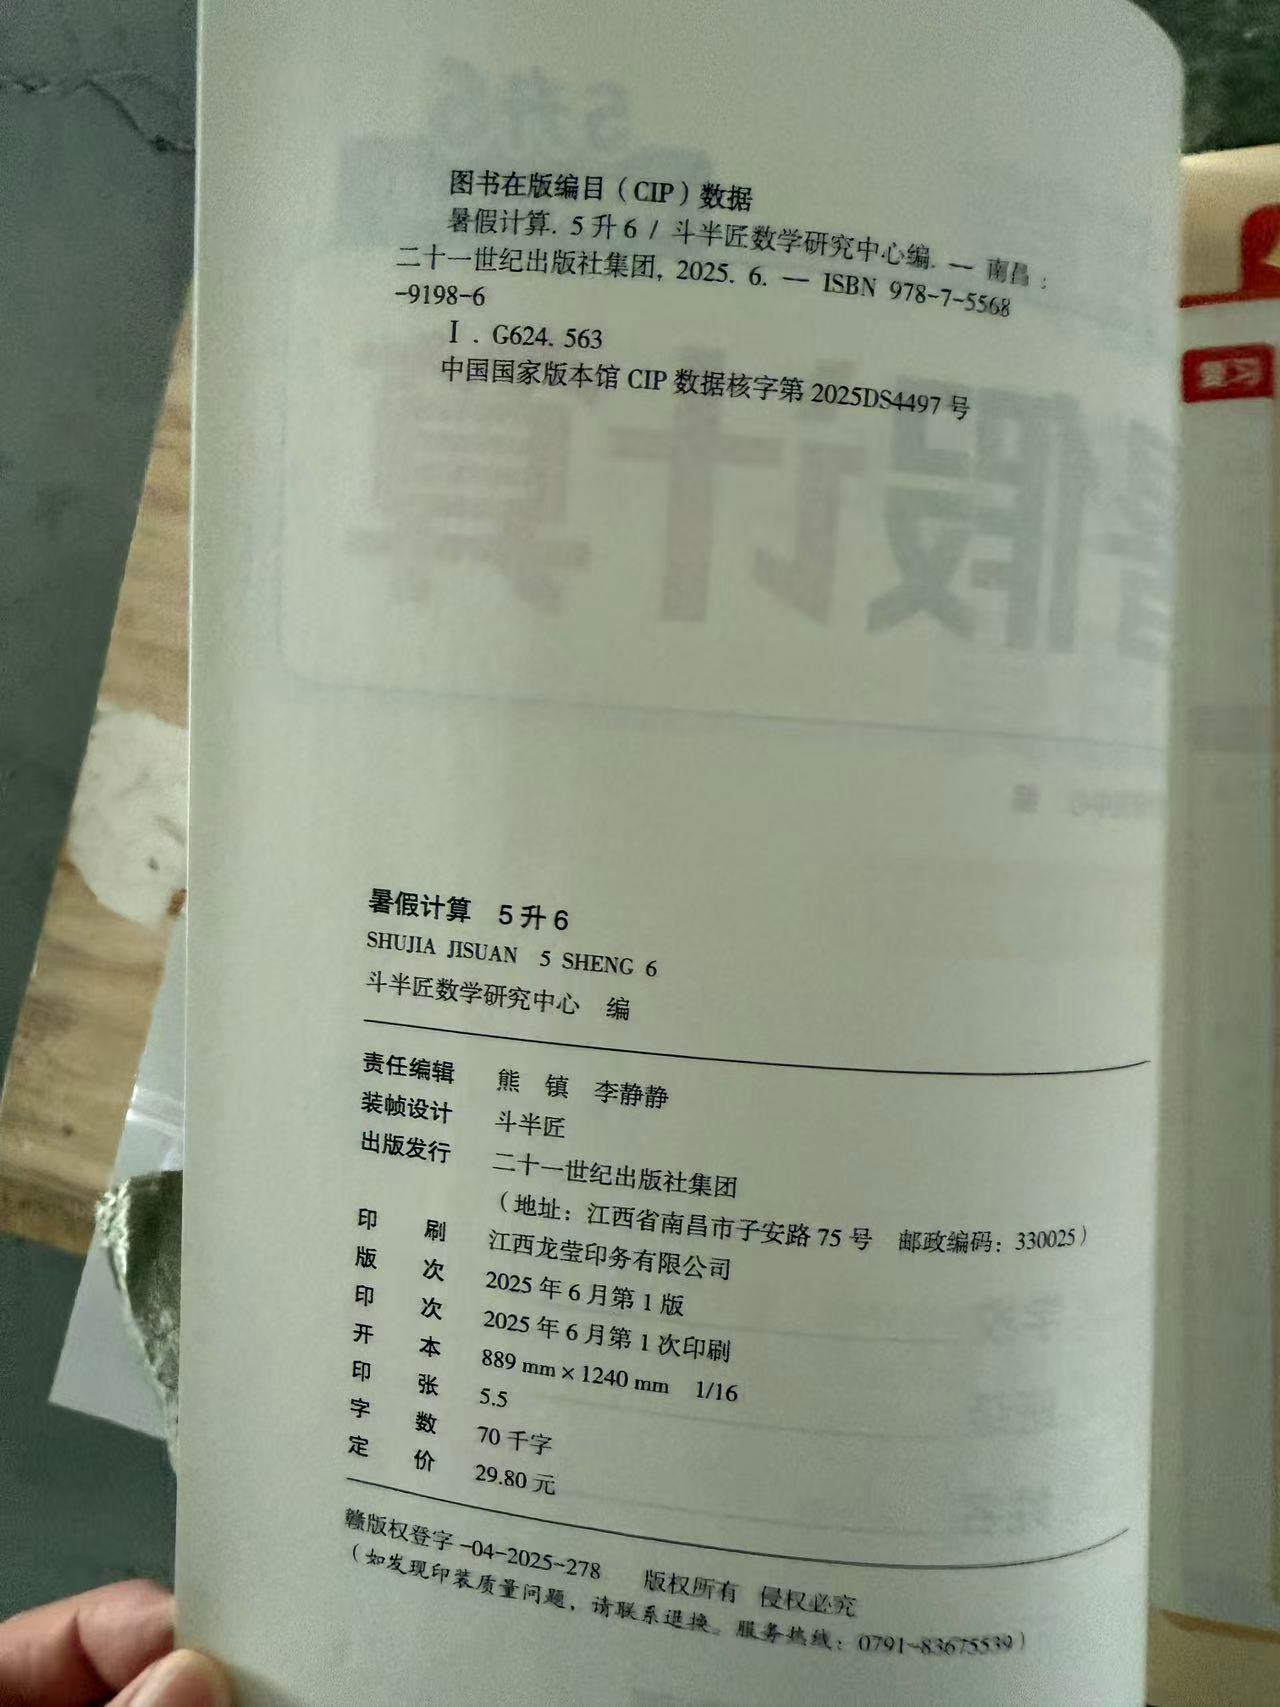 图书在版编目（CIP）数据
暑假计算. 5 升 6 / 斗半匠数学研究中心编. — 南昌：
二十一世纪出版社集团, 2025. 6. — ISBN 978-7-5568
-9198-6
Ⅰ. G624. 563
中国国家版本馆 CIP 数据核字第 2025DS4497 号
暑假计算 5 升 6
SHUJIA JISUAN 5 SHENG 6
斗半匠数学研究中心 编
责任编辑 熊 镇 李静静
装帧设计 斗半匠
出版发行 二十一世纪出版社集团
（地址：江西省南昌市子安路 75 号 邮政编码：330025）
印 刷 江西龙莹印务有限公司
版 次 2025 年 6 月第 1 版
印 次 2025 年 6 月第 1 次印刷
开 本 889 mm × 1240 mm 1/16
印 张 5.5
字 数 70 千字
定 价 29.80 元
赣版权登字 -04-2025-278 版权所有 侵权必究
（如发现印装质量问题，请联系退换。服务热线：0791-83675539）